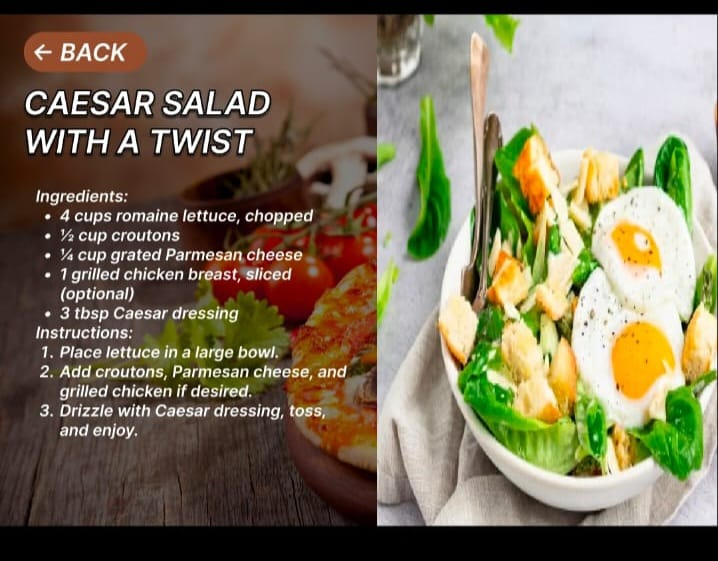 ← BACK
CAESAR SALAD
WITH A TWIST
Ingredients:
• 4 cups romaine lettuce, chopped
• ½ cup croutons
• ¼ cup grated Parmesan cheese
• 1 grilled chicken breast, sliced
(optional)
• 3 tbsp Caesar dressing
Instructions:
1. Place lettuce in a large bowl.
2. Add croutons, Parmesan cheese, and
grilled chicken if desired.
3. Drizzle with Caesar dressing, toss,
and enjoy.